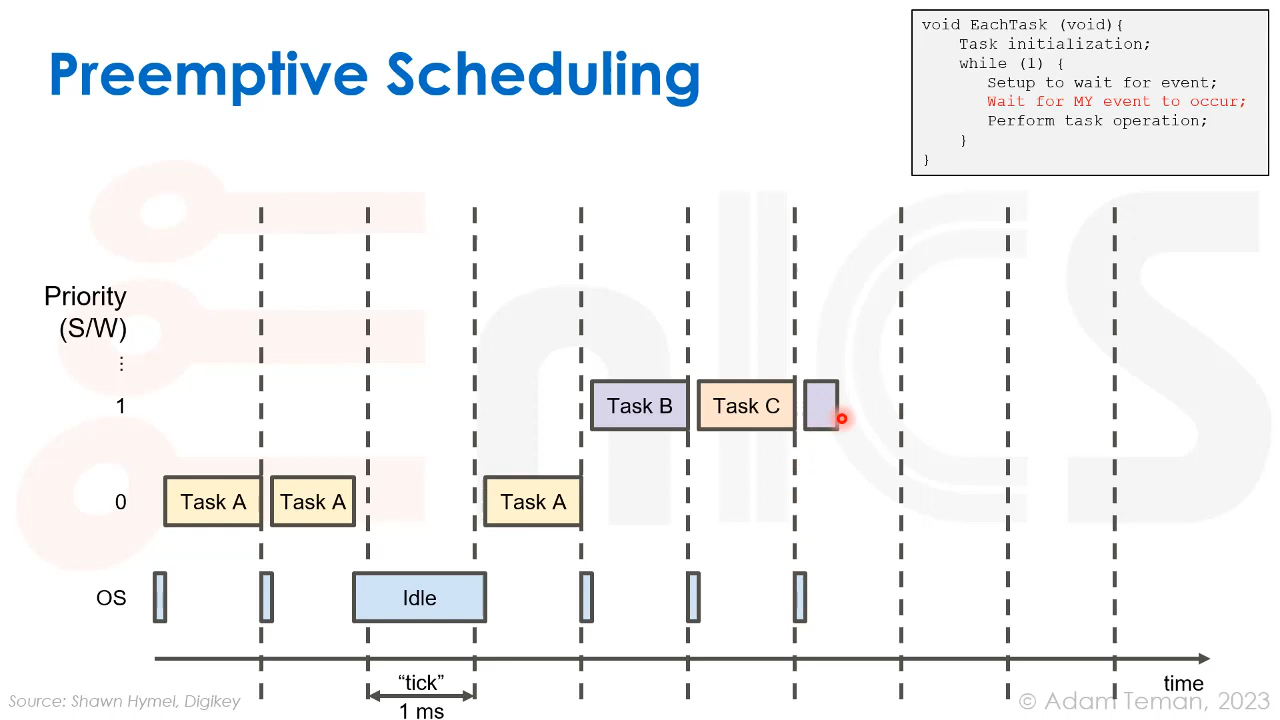 Preemptive Scheduling
void EachTask (void){
Task initialization;
while (1) {
Setup to wait for event;
Wait for MY event to occur;
Perform task operation;
}
}
Priority
(S/W)
⋮
1
Task B
Task C
0
Task A
Task A
Task A
OS
Idle
"tick"
1 ms
time
Source: Shawn Hymel, Digikey
© Adam Teman, 2023
EnICS